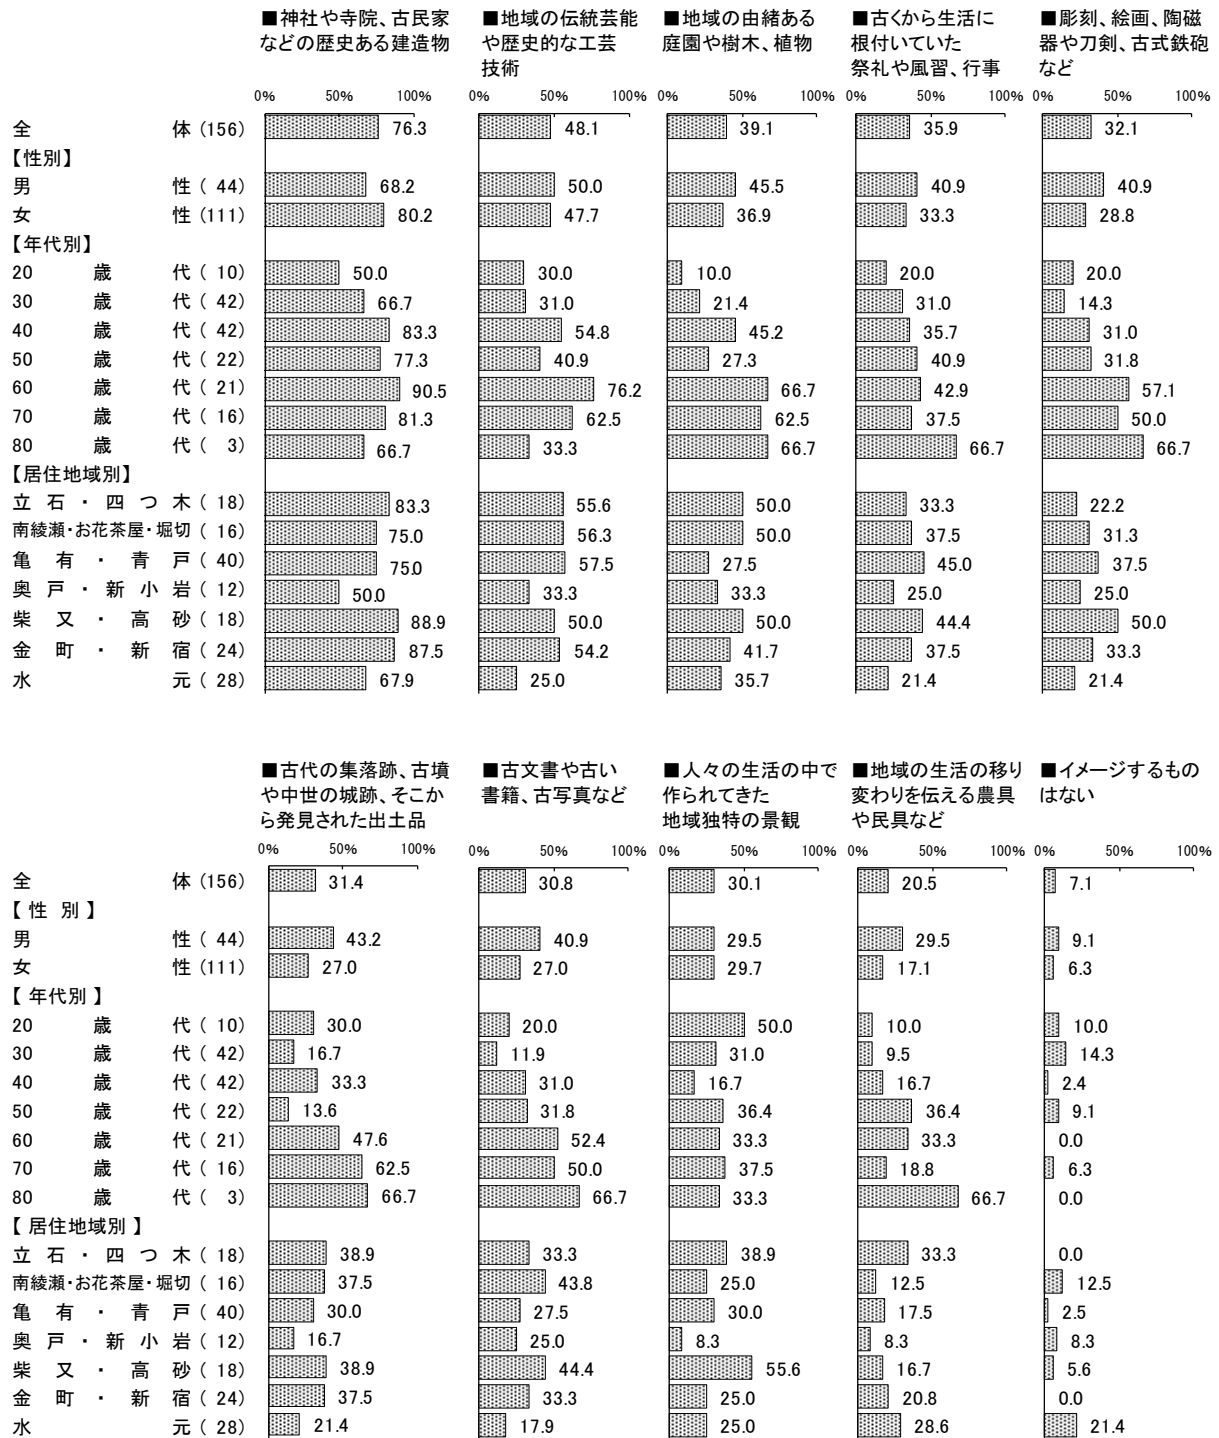 ■神社や寺院、古民家 ■地域の伝統芸能 ■地域の由緒ある ■古くから生活に ■彫刻、絵画、陶磁
などの歴史ある建造物 や歴史的な工芸 庭園や樹木、植物 根付いていた 器や刀剣、古式鉄砲
技術 祭礼や風習、行事 など
0% 50% 100% 0% 50% 100% 0% 50% 100% 0% 50% 100% 0% 50% 100%
全 体 (156) 76.3 48.1 39.1 35.9 32.1
【性別】
男 性 ( 44) 68.2 50.0 45.5 40.9 40.9
女 性 (111) 80.2 47.7 36.9 33.3 28.8
【年代別】
20 歳 代 ( 10) 50.0 30.0 10.0 20.0 20.0
30 歳 代 ( 42) 66.7 31.0 21.4 31.0 14.3
40 歳 代 ( 42) 83.3 54.8 45.2 35.7 31.0
50 歳 代 ( 22) 77.3 40.9 27.3 40.9 31.8
60 歳 代 ( 21) 90.5 76.2 66.7 42.9 57.1
70 歳 代 ( 16) 81.3 62.5 62.5 37.5 50.0
80 歳 代 ( 3) 66.7 33.3 66.7 66.7 66.7
【居住地域別】
立 石 ・ 四 つ 木 ( 18) 83.3 55.6 50.0 33.3 22.2
南綾瀬・お花茶屋・堀切 ( 16) 75.0 56.3 50.0 37.5 31.3
亀 有 ・ 青 戸 ( 40) 75.0 57.5 27.5 45.0 37.5
奥 戸 ・ 新 小 岩 ( 12) 50.0 33.3 33.3 25.0 25.0
柴 又 ・ 高 砂 ( 18) 88.9 50.0 50.0 44.4 50.0
金 町 ・ 新 宿 ( 24) 87.5 54.2 41.7 37.5 33.3
水 元 ( 28) 67.9 25.0 35.7 21.4 21.4
■古代の集落跡、古墳 ■古文書や古い ■人々の生活の中で ■地域の生活の移り ■イメージするもの
や中世の城跡、そこか 書籍、古写真など 作られてきた 変わりを伝える農具 はない
ら発見された出土品 地域独特の景観 や民具など
0% 50% 100% 0% 50% 100% 0% 50% 100% 0% 50% 100% 0% 50% 100%
全 体 (156) 31.4 30.8 30.1 20.5 7.1
【 性 別 】
男 性 ( 44) 43.2 40.9 29.5 29.5 9.1
女 性 (111) 27.0 27.0 29.7 17.1 6.3
【 年代別 】
20 歳 代 ( 10) 30.0 20.0 50.0 10.0 10.0
30 歳 代 ( 42) 16.7 11.9 31.0 9.5 14.3
40 歳 代 ( 42) 33.3 31.0 16.7 16.7 2.4
50 歳 代 ( 22) 13.6 31.8 36.4 36.4 9.1
60 歳 代 ( 21) 47.6 52.4 33.3 33.3 0.0
70 歳 代 ( 16) 62.5 50.0 37.5 18.8 6.3
80 歳 代 ( 3) 66.7 66.7 33.3 66.7 0.0
【 居住地域別 】
立 石 ・ 四 つ 木 ( 18) 38.9 33.3 38.9 33.3 0.0
南綾瀬・お花茶屋・堀切 ( 16) 37.5 43.8 25.0 12.5 12.5
亀 有 ・ 青 戸 ( 40) 30.0 27.5 30.0 17.5 2.5
奥 戸 ・ 新 小 岩 ( 12) 16.7 25.0 8.3 8.3 8.3
柴 又 ・ 高 砂 ( 18) 38.9 44.4 55.6 16.7 5.6
金 町 ・ 新 宿 ( 24) 37.5 33.3 25.0 20.8 0.0
水 元 ( 28) 21.4 17.9 25.0 28.6 21.4